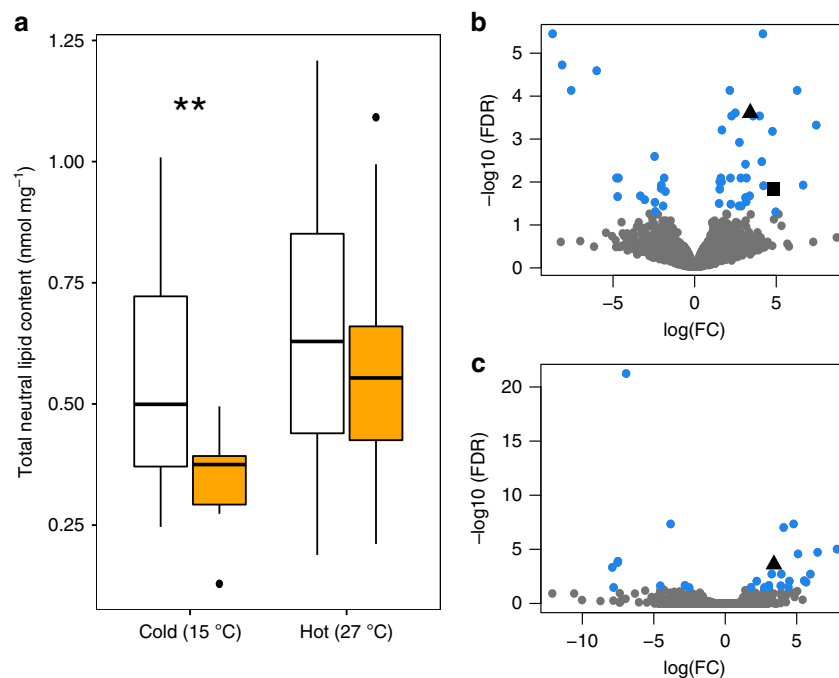 a
1.25
1.00
0.75
0.50
0.25
Total neutral lipid content (nmol mg⁻¹)
**
Cold (15 °C)
Hot (27 °C)
b
5
4
3
2
1
0
−log10 (FDR)
−5
0
5
log(FC)
c
20
15
10
5
0
−log10 (FDR)
−10
−5
0
5
log(FC)